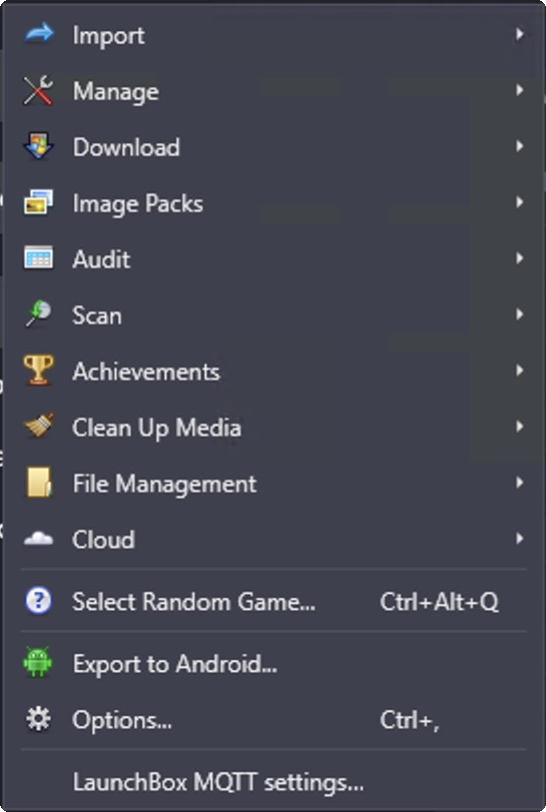 Import
Manage
Download
Image Packs
Audit
Scan
Achievements
Clean Up Media
File Management
Cloud
Select Random Game... Ctrl+Alt+Q
Export to Android...
Options... Ctrl+,
LaunchBox MQTT settings...